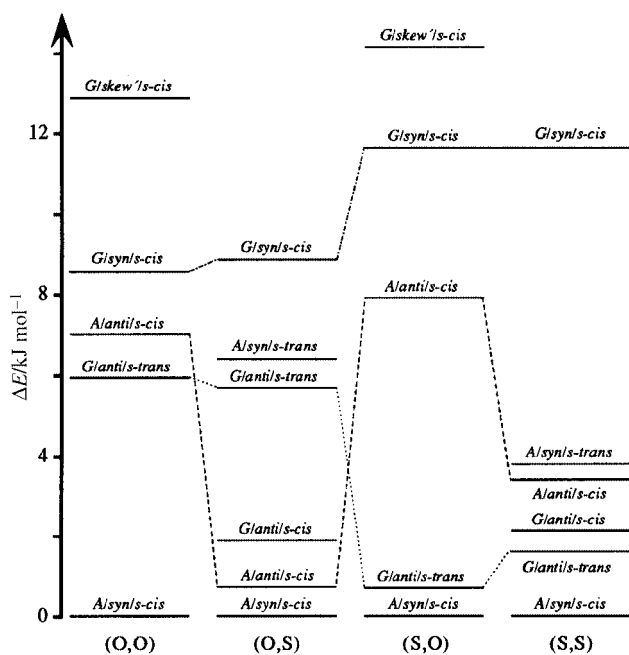 G/skew´/s-cis
G/skew´/s-cis
12
G/syn/s-cis
G/syn/s-cis
G/syn/s-cis
G/syn/s-cis
8
A/anti/s-cis
A/anti/s-cis
A/syn/s-trans
G/anti/s-trans
G/anti/s-trans
ΔE/kJ mol⁻¹
4
A/syn/s-trans
A/anti/s-cis
G/anti/s-cis
G/anti/s-cis
A/anti/s-cis
G/anti/s-trans
G/anti/s-trans
0
A/syn/s-cis
A/syn/s-cis
A/syn/s-cis
A/syn/s-cis
(O,O)
(O,S)
(S,O)
(S,S)